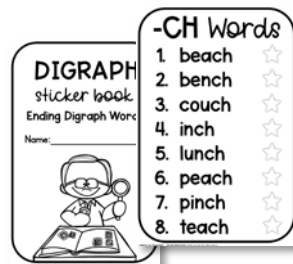 DIGRAPH
sticker book
Ending Digraph Wor
Name:
-CH Words
1. beach
2. bench
3. couch
4. inch
5. lunch
6. peach
7. pinch
8. teach